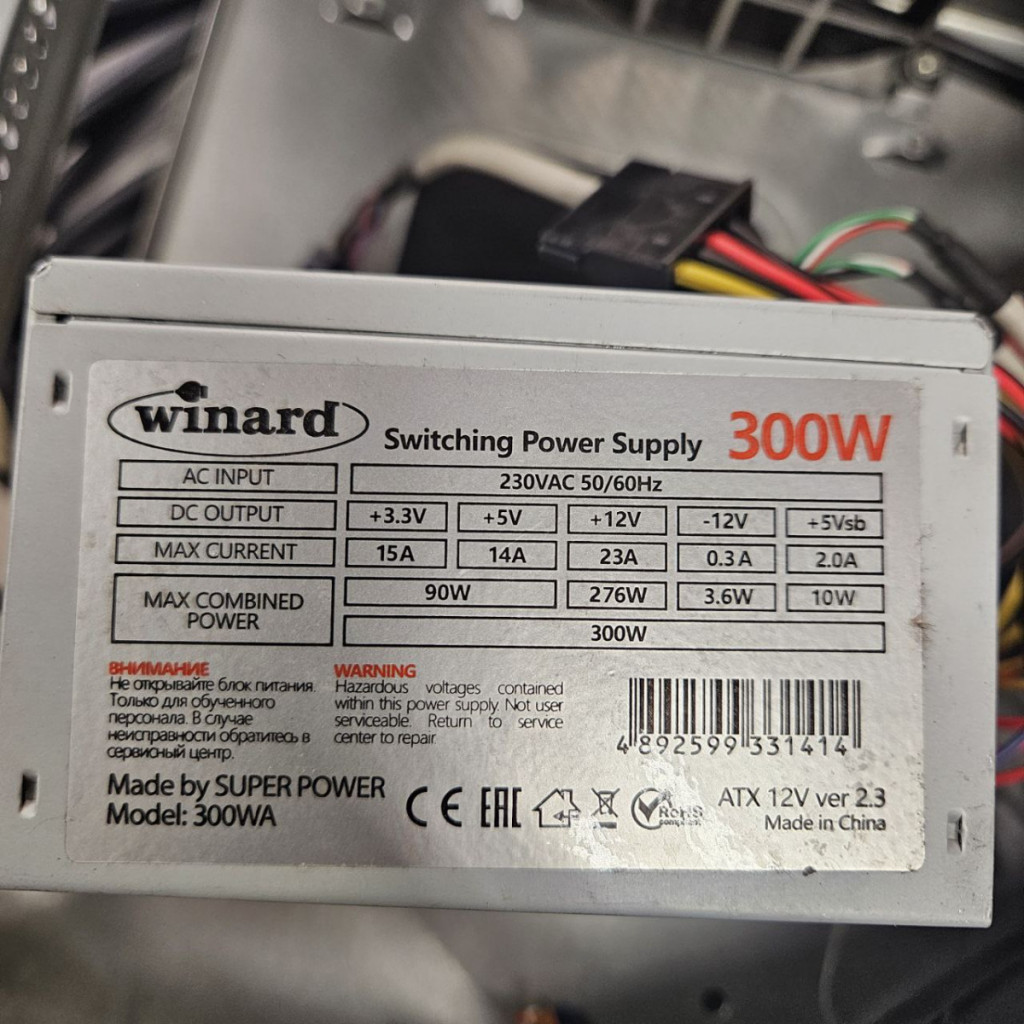 winard
Switching Power Supply 300W
AC INPUT 230VAC 50/60Hz
DC OUTPUT +3.3V +5V +12V -12V +5Vsb
MAX CURRENT 15A 14A 23A 0.3A 2.0A
MAX COMBINED POWER 90W 276W 3.6W 10W
300W
ВНИМАНИЕ
Не открывайте блок питания.
Только для обученного
персонала. В случае
неисправности обратитесь в
сервисный центр.
WARNING
Hazardous voltages contained
within this power supply. Not user
serviceable. Return to service
center to repair.
4 892599 331414
Made by SUPER POWER
Model: 300WA
CE EAC RoHS
compliant
ATX 12V ver 2.3
Made in China